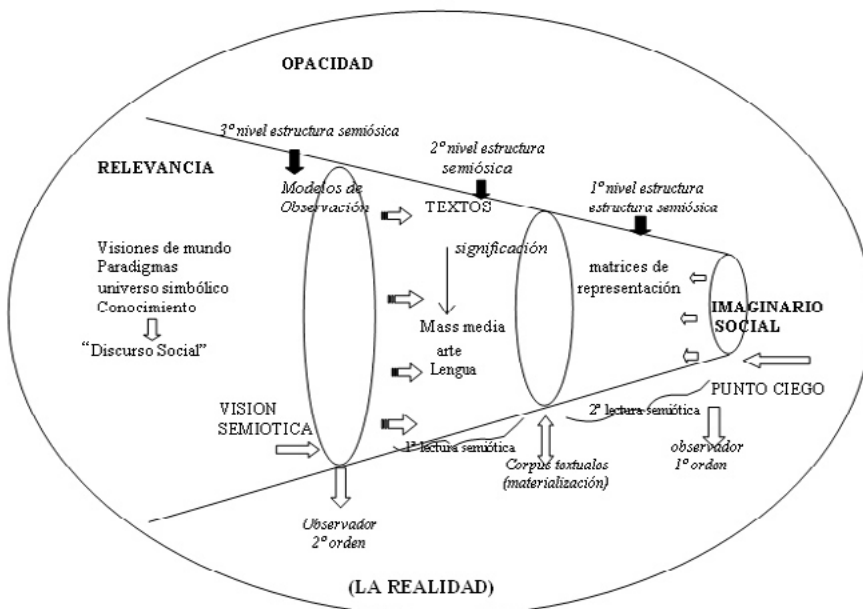 OPACIDAD
3º nivel estructura semiósica
2º nivel estructura
semiósica
RELEVANCIA
1º nivel estructura
estructura semiósica
Modelos de
Observación
TEXTOS
significación
Visiones de mundo
Paradigmas
universo simbólico
Conocimiento
“Discurso Social”
matrices de
representación
IMAGINARIO
SOCIAL
Mass media
arte
Lengua
PUNTO CIEGO
VISION
SEMIOTICA
1ª lectura semiótica
2ª lectura semiótica
Corpus textuales
(materialización)
observador
1º orden
Observador
2º orden
(LA REALIDAD)